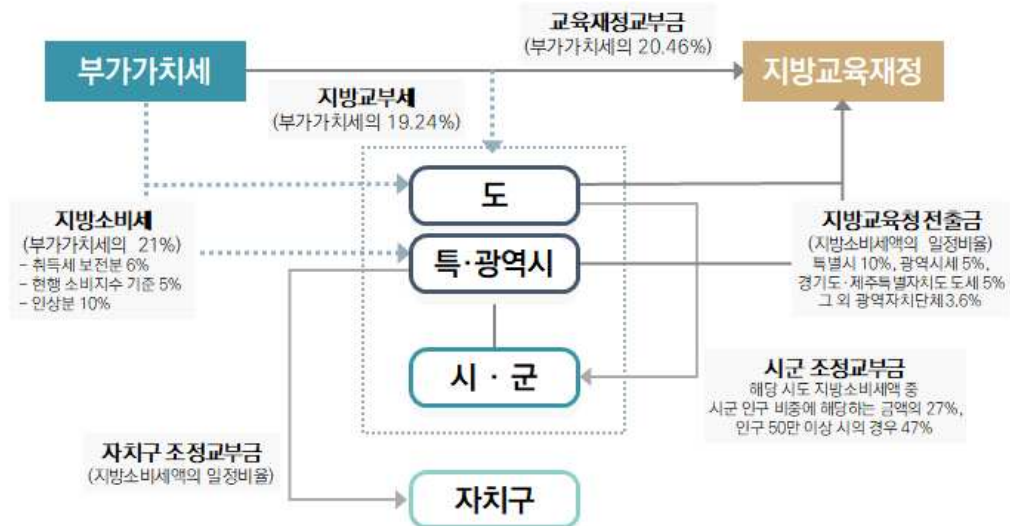 교육재정교부금
(부가가치세의 20.46%)
부가가치세
지방교육재정
지방교부세
(부가가치세의 19.24%)
도
지방소비세
(부가가치세의 21%)
- 취득세 보전분 6%
- 현행 소비지수 기준 5%
- 인상분 10%
특·광역시
지방교육청 전출금
(지방소비세액의 일정비율)
특별시 10%, 광역시세 5%,
경기도·제주특별자치도 도세 5%
그 외 광역자치단체 3.6%
시 · 군
시군 조정교부금
해당 시도 지방소비세액 중
시군 인구 비중에 해당하는 금액의 27%,
인구 50만 이상 시의 경우 47%
자치구 조정교부금
(지방소비세액의 일정비율)
자치구